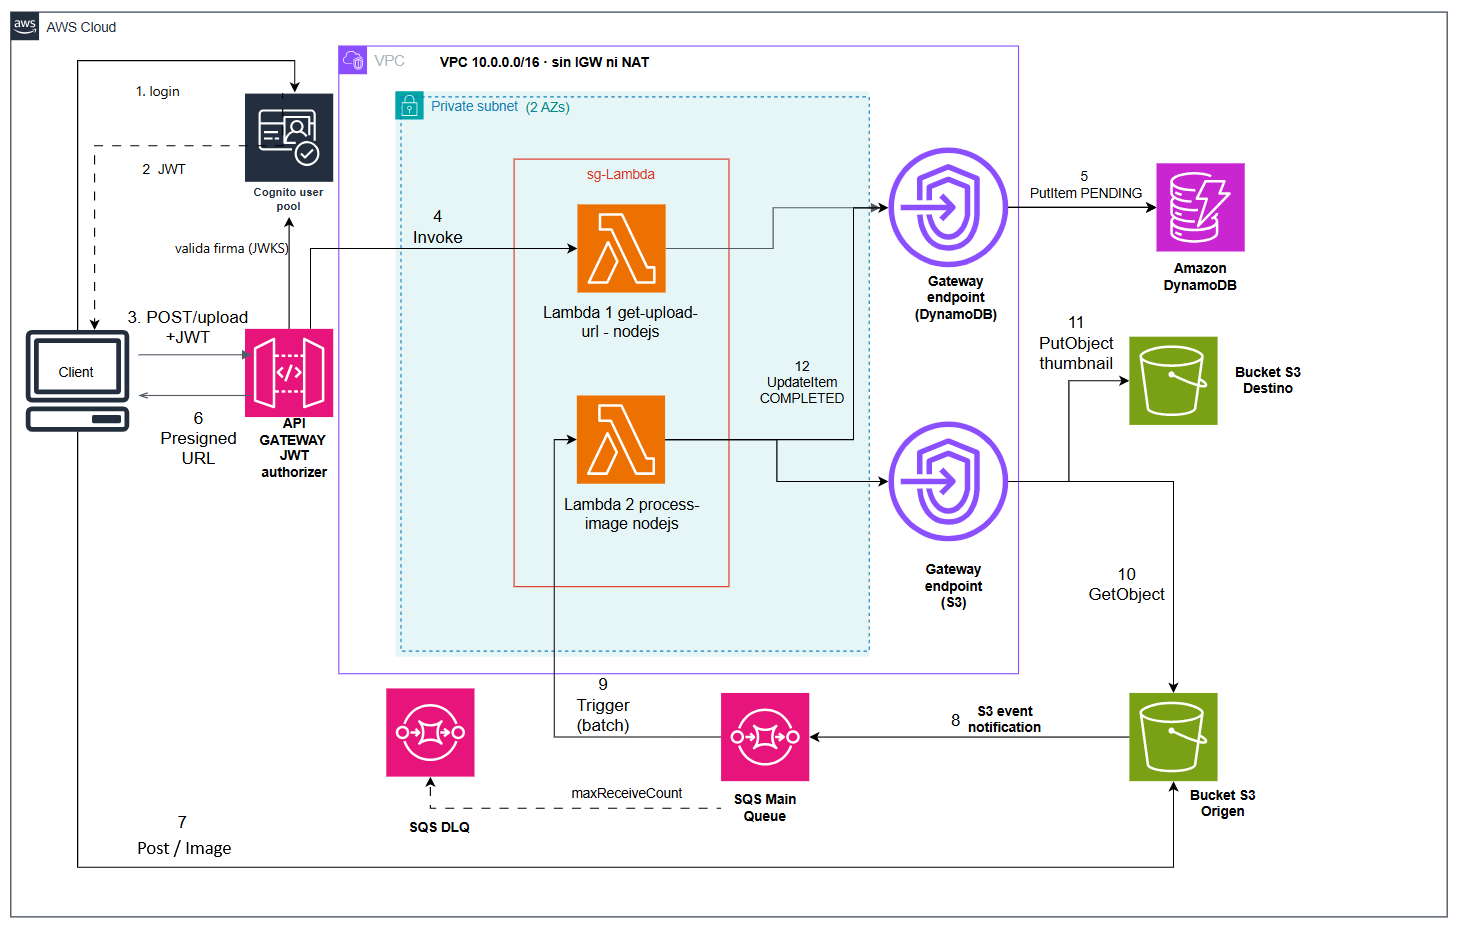 aws
AWS Cloud
VPC
VPC 10.0.0.0/16 · sin IGW ni NAT
1. login
Private subnet (2 AZs)
2 JWT
Cognito user
pool
sg-Lambda
valida firma (JWKS)
4
Invoke
5
PutItem PENDING
Gateway
endpoint
(DynamoDB)
Amazon
DynamoDB
3. POST/upload
+JWT
Lambda 1 get-upload-
url - nodejs
Client
11
PutObject
thumbnail
Bucket S3
Destino
12
UpdateItem
COMPLETED
6
Presigned
URL
API
GATEWAY
JWT
authorizer
Lambda 2 process-
image nodejs
Gateway
endpoint
(S3)
10
GetObject
9
Trigger
(batch)
8
S3 event
notification
maxReceiveCount
SQS Main
Queue
SQS DLQ
Bucket S3
Origen
7
Post / Image